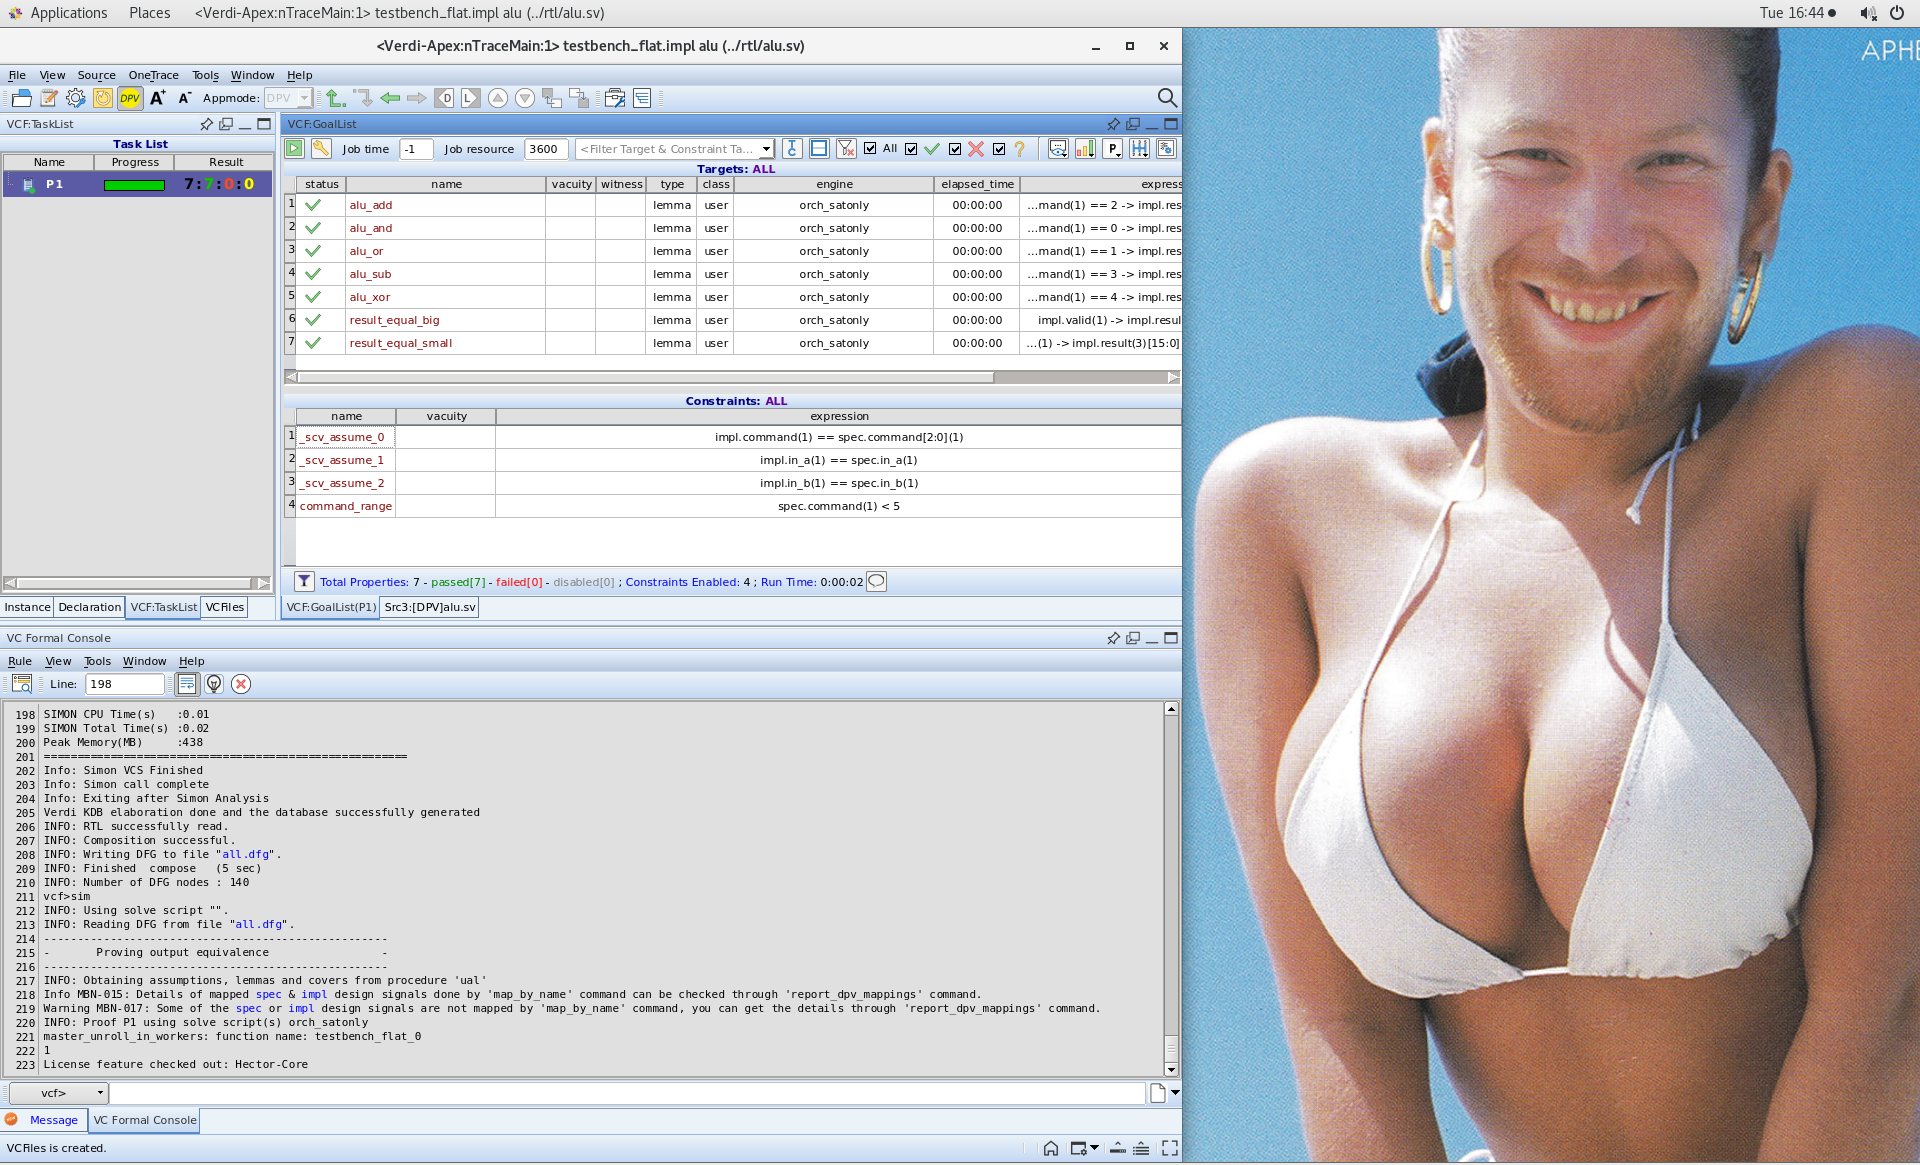 Applications Places <Verdi-Apex:nTraceMain:1> testbench_flat.impl alu (../rtl/alu.sv) Tue 16:44
<Verdi-Apex:nTraceMain:1> testbench_flat.impl alu (../rtl/alu.sv)
APHE
File View Source OneTrace Tools Window Help
DPV A+ A- Appmode: DPV D L
VCF:TaskList
VCF:GoalList
Task List
Name Progress Result
P1 7:7:0:0
Job time -1 Job resource 3600 <Filter Target & Constraint Ta... All P. ?
Targets: ALL
status name vacuity witness type class engine elapsed_time express
1 alu_add lemma user orch_satonly 00:00:00 ...mand(1) == 2 -> impl.res
2 alu_and lemma user orch_satonly 00:00:00 ...mand(1) == 0 -> impl.res
3 alu_or lemma user orch_satonly 00:00:00 ...mand(1) == 1 -> impl.res
4 alu_sub lemma user orch_satonly 00:00:00 ...mand(1) == 3 -> impl.res
5 alu_xor lemma user orch_satonly 00:00:00 ...mand(1) == 4 -> impl.res
6 result_equal_big lemma user orch_satonly 00:00:00 impl.valid(1) -> impl.resul
7 result_equal_small lemma user orch_satonly 00:00:00 ...(1) -> impl.result(3)[15:0]
Constraints: ALL
name vacuity expression
1 _scv_assume_0 impl.command(1) == spec.command[2:0](1)
2 _scv_assume_1 impl.in_a(1) == spec.in_a(1)
3 _scv_assume_2 impl.in_b(1) == spec.in_b(1)
4 command_range spec.command(1) < 5
Total Properties: 7 - passed[7] - failed[0] - disabled[0] ; Constraints Enabled: 4 ; Run Time: 0:00:02
Instance Declaration VCF:TaskList VCFiles
VCF:GoalList(P1) Src3:[DPV]alu.sv
VC Formal Console
Rule View Tools Window Help
Line: 198
198 SIMON CPU Time(s) :0.01
199 SIMON Total Time(s) :0.02
200 Peak Memory(MB) :438
201 =======================================================
202 Info: Simon VCS Finished
203 Info: Simon call complete
204 Info: Exiting after Simon Analysis
205 Verdi KDB elaboration done and the database successfully generated
206 INFO: RTL successfully read.
207 INFO: Composition successful.
208 INFO: Writing DFG to file "all.dfg".
209 INFO: Finished compose (5 sec)
210 INFO: Number of DFG nodes : 140
211 vcf>sim
212 INFO: Using solve script "".
213 INFO: Reading DFG from file "all.dfg".
214 ----------------------------------------------------
215 - Proving output equivalence -
216 ----------------------------------------------------
217 INFO: Obtaining assumptions, lemmas and covers from procedure 'ual'
218 Info MBN-015: Details of mapped spec & impl design signals done by 'map_by_name' command can be checked through 'report_dpv_mappings' command.
219 Warning MBN-017: Some of the spec or impl design signals are not mapped by 'map_by_name' command, you can get the details through 'report_dpv_mappings' command.
220 INFO: Proof P1 using solve script(s) orch_satonly
221 master_unroll_in_workers: function name: testbench_flat_0
222 1
223 License feature checked out: Hector-Core
vcf>
Message VC Formal Console
VCFiles is created.